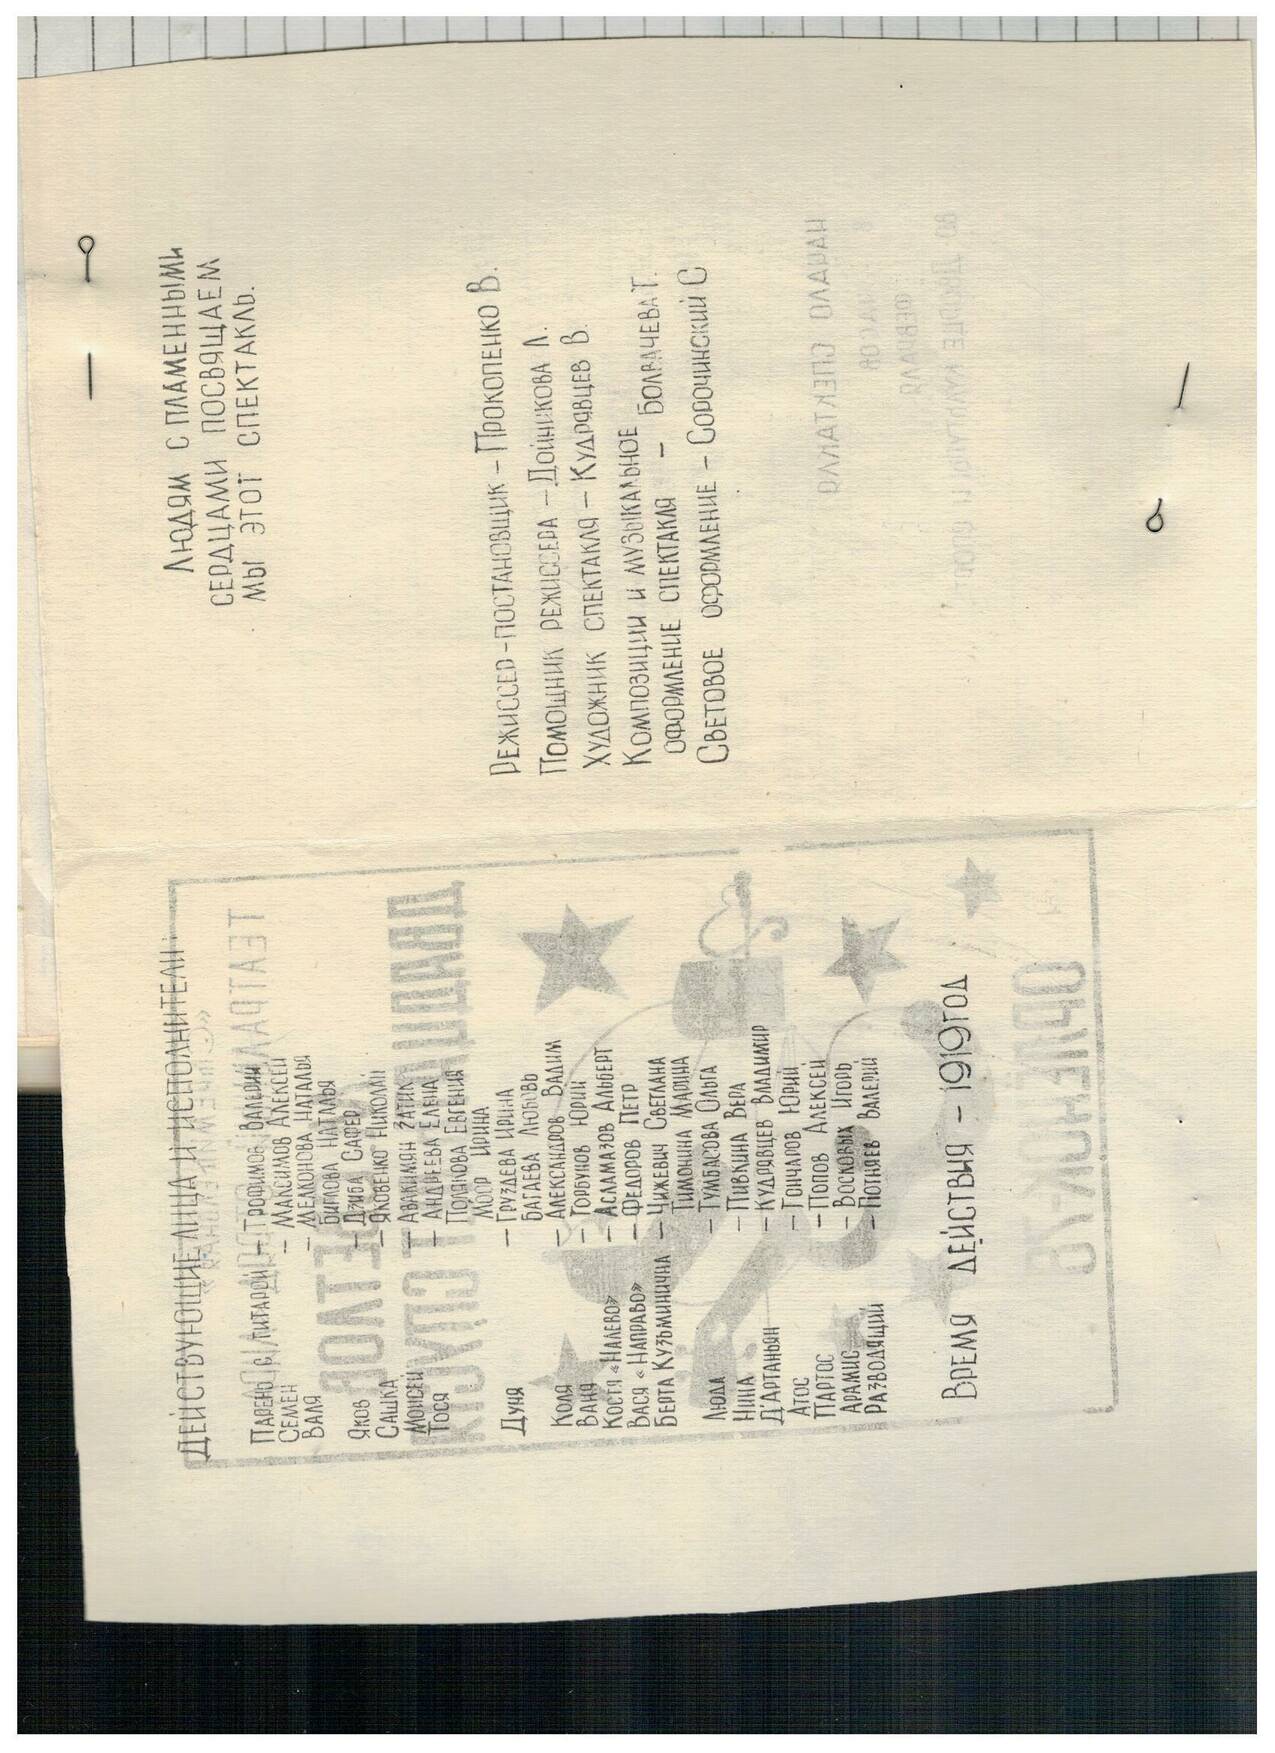 Действующие лица и исполнители:
Парень с гитарой – Трофимов Валерий
Семен – Максимов Алексей
Валя – Мелконова Наталья
Наталья
Яков – Дзиба Сафер
Сашка – Яковенко Николай
Моисей – Авакимян
Тося – Андреева Елена
Евгения
Моор Ирина
Дуня – Груздева Ирина
Багаева Любовь
Коля – Александров Вадим
Ваня – Горбунов Юрий
Костя «Налево» – Асламазов Альберт
Вася «Направо» – Федоров Петр
Берта Кузьминична – Чижевич Светлана
Тимонина Марина
Люда – Тумбасова Ольга
Нина – Пивкина Вера
Д'Артаньян – Кудрявцев Владимир
Атос – Гончаров Юрий
Партос – Попов Алексей
Арамис – Восковых Игорь
Разводящий – Потняев Валерий
Время действия – 1919 год
Людям с пламенными
сердцами посвящаем
мы этот спектакль.
Режиссер-постановщик – Прокопенко В.
Помощник режиссера – Дойникова Л.
Художник спектакля – Кудрявцев В.
Композиции и музыкальное
оформление спектакля – Болвачева Т.
Световое оформление – Сорочинский С